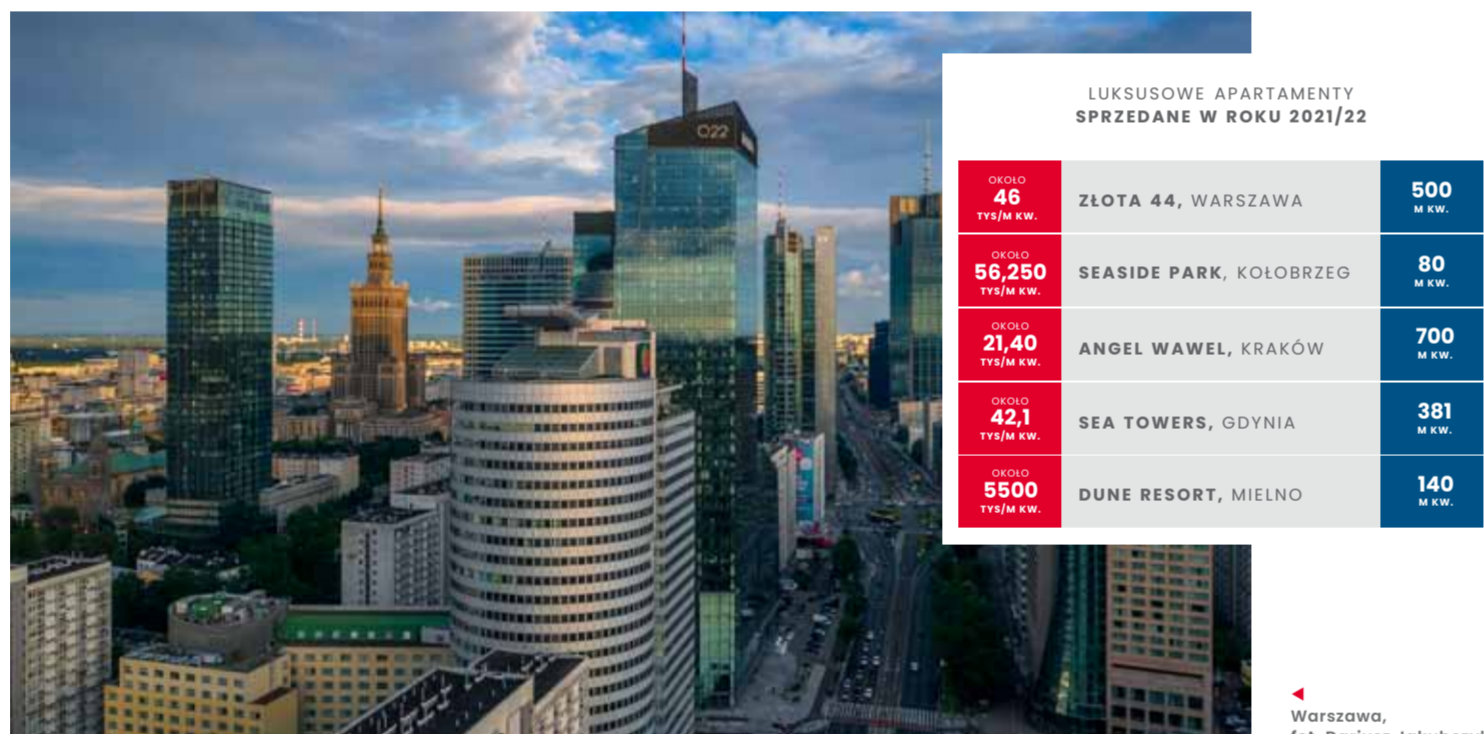 Q22
LUKSUSOWE APARTAMENTY
SPRZEDANE W ROKU 2021/22
OKOŁO
46
TYS/M KW.
ZŁOTA 44, WARSZAWA
500
M KW.
OKOŁO
56,250
TYS/M KW.
SEASIDE PARK, KOŁOBRZEG
80
M KW.
OKOŁO
21,40
TYS/M KW.
ANGEL WAWEL, KRAKÓW
700
M KW.
OKOŁO
42,1
TYS/M KW.
SEA TOWERS, GDYNIA
381
M KW.
OKOŁO
5500
TYS/M KW.
DUNE RESORT, MIELNO
140
M KW.
Warszawa,